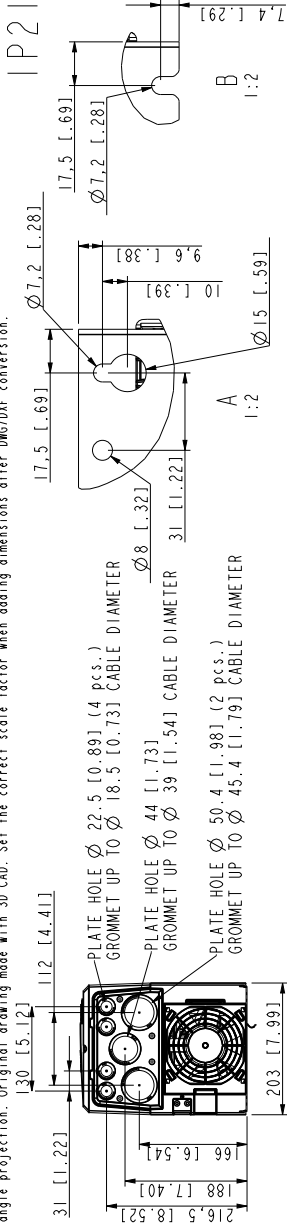 angle projection. Original drawing made with 3D CAD. Set the correct scale factor when adding dimensions after DWG/DXF conversion.
IP21
31 [1.22]
130 [5.12]
112 [4.41]
216,5 [8.52]
188 [7.40]
166 [6.54]
203 [7.99]
PLATE HOLE Ø 22.5 [0.89] (4 pcs.)
GROMMET UP TO Ø 18.5 [0.73] CABLE DIAMETER
PLATE HOLE Ø 44 [1.73]
GROMMET UP TO Ø 39 [1.54] CABLE DIAMETER
PLATE HOLE Ø 50.4 [1.98] (2 pcs.)
GROMMET UP TO Ø 45.4 [1.79] CABLE DIAMETER
17,5 [.69]
Ø7,2 [.28]
9,6 [.38]
10 [.39]
Ø8 [.32]
31 [1.22]
Ø15 [.59]
A
1:2
17,5 [.69]
Ø7,2 [.28]
7,4 [.29]
B
1:2